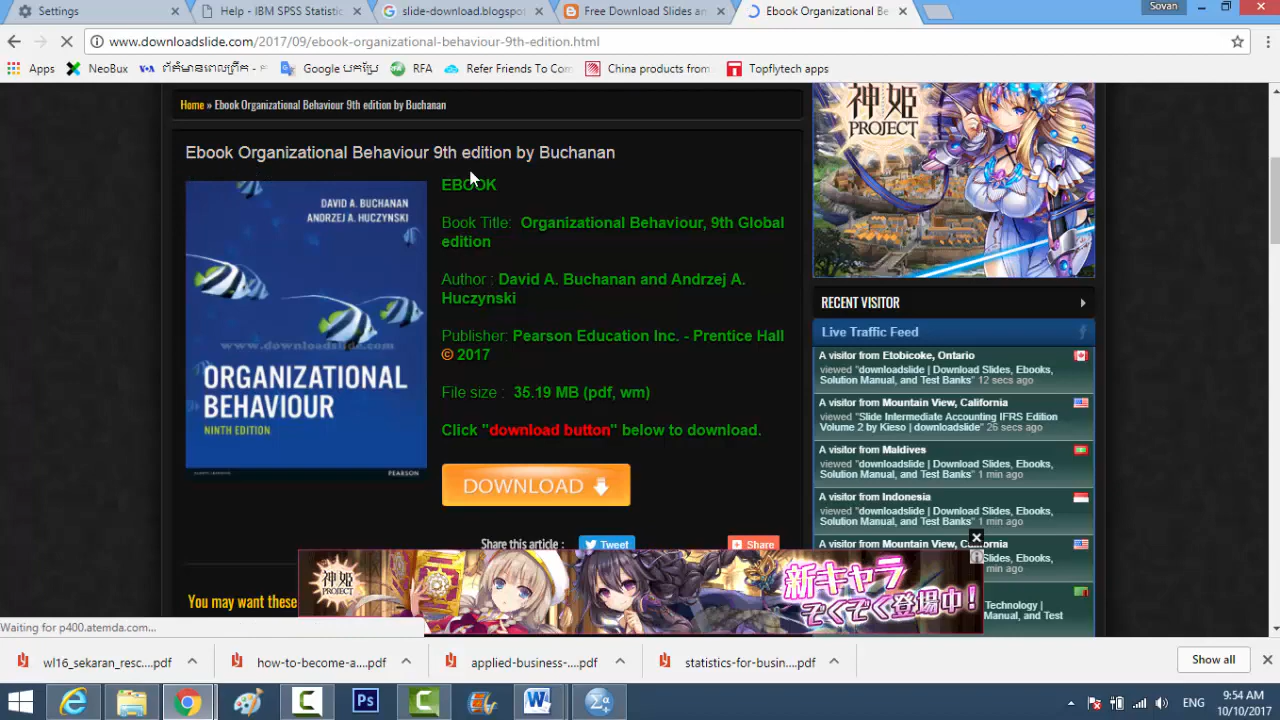 Settings
Help - IBM SPSS Statistic
slide-download.blogspot
Free Download Slides an
Ebook Organizational Be
Sovan
www.downloadslide.com/2017/09/ebook-organizational-behaviour-9th-edition.html
Apps
NeoBux
Google
RFA
Refer Friends To Com
China products from
Topflytech apps
Home » Ebook Organizational Behaviour 9th edition by Buchanan
Ebook Organizational Behaviour 9th edition by Buchanan
DAVID A. BUCHANAN
ANDRZEJ A. HUCZYNSKI
www.downloadslide.com
ORGANIZATIONAL
BEHAVIOUR
NINTH EDITION
PEARSON
EBOOK
Book Title: Organizational Behaviour, 9th Global
edition
Author : David A. Buchanan and Andrzej A.
Huczynski
Publisher: Pearson Education Inc. - Prentice Hall
© 2017
File size : 35.19 MB (pdf, wm)
Click "download button" below to download.
DOWNLOAD
Share this article :
Tweet
Share
You may want these
神姫
PROJECT
RECENT VISITOR
Live Traffic Feed
A visitor from Etobicoke, Ontario
viewed "downloadslide | Download Slides, Ebooks,
Solution Manual, and Test Banks" 12 secs ago
A visitor from Mountain View, California
viewed "Slide Intermediate Accounting IFRS Edition
Volume 2 by Kieso | downloadslide" 26 secs ago
A visitor from Maldives
viewed "downloadslide | Download Slides, Ebooks,
Solution Manual, and Test Banks" 1 min ago
A visitor from Indonesia
viewed "downloadslide | Download Slides, Ebooks,
Solution Manual, and Test Banks" 1 min ago
A visitor from Mountain View, California
Slides, Ebooks,
min ago
Technology |
Manual, and Test
神姫
PROJECT
新キャラ
ぞくぞく登場中!
Waiting for p400.atemda.com...
wl16_sekaran_resc....pdf
how-to-become-a....pdf
applied-business-....pdf
statistics-for-busin....pdf
Show all
Ps
ENG
9:54 AM
10/10/2017